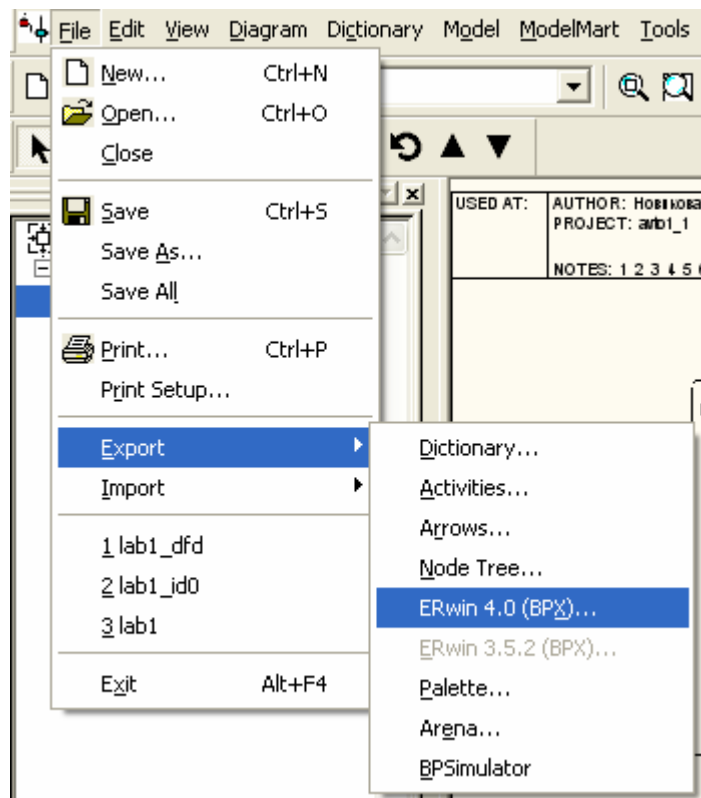 File Edit View Diagram Dictionary Model ModelMart Tools
New... Ctrl+N
Open... Ctrl+O
Close
Save Ctrl+S
Save As...
Save All
Print... Ctrl+P
Print Setup...
Export
Import
1 lab1_dfd
2 lab1_id0
3 lab1
Exit Alt+F4
Dictionary...
Activities...
Arrows...
Node Tree...
ERwin 4.0 (BPX)...
ERwin 3.5.2 (BPX)...
Palette...
Arena...
BPSimulator
USED AT:
AUTHOR: Новикова
PROJECT: avto1_1
NOTES: 1 2 3 4 5